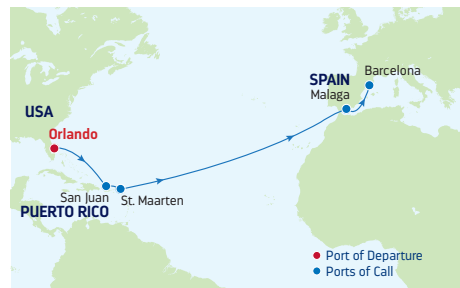 SPAIN
Barcelona
Malaga
USA
Orlando
San Juan
St. Maarten
PUERTO RICO
Port of Departure
Ports of Call